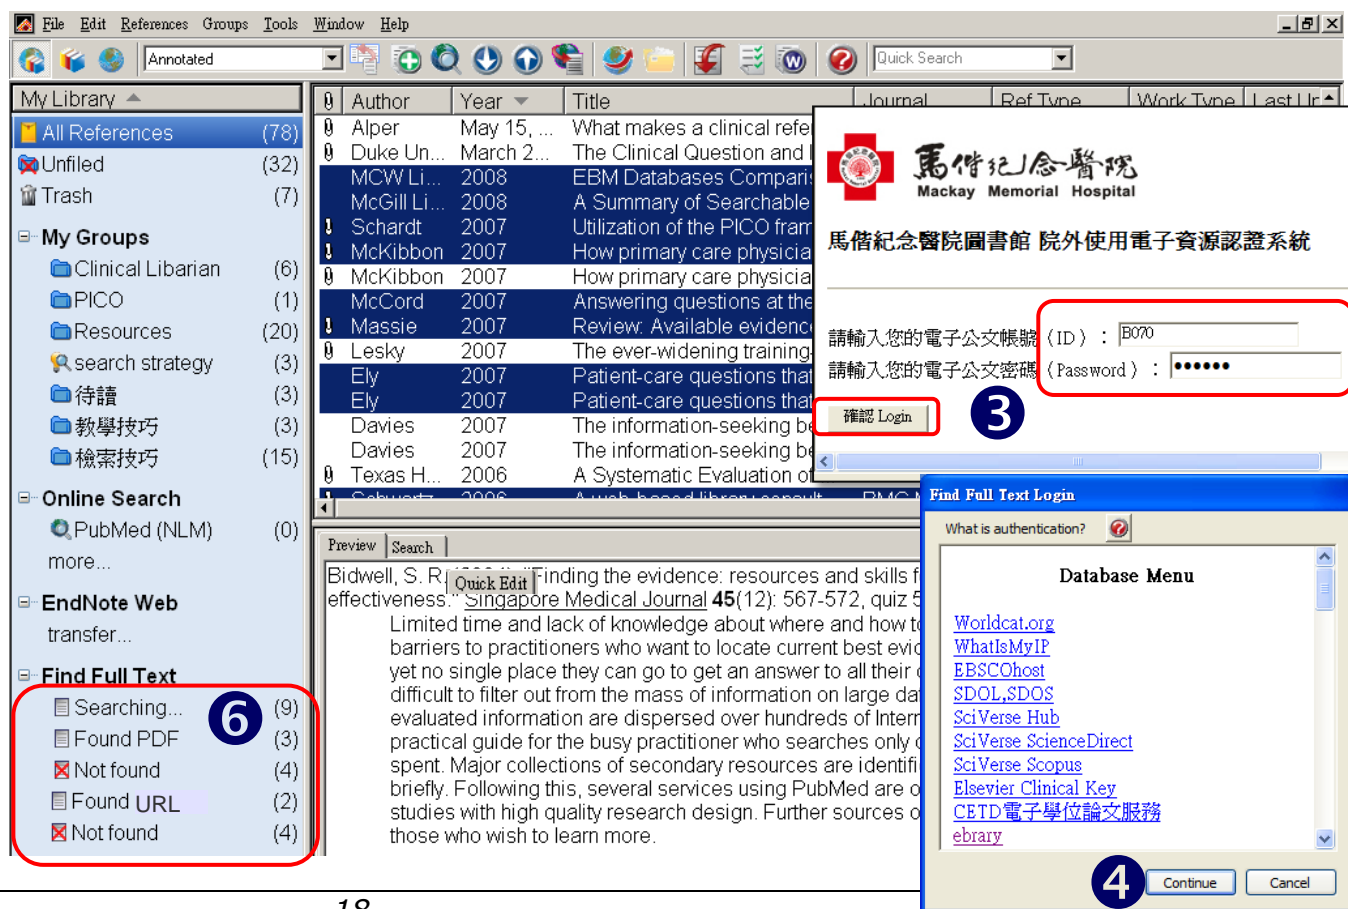 File Edit References Groups Tools Window Help
Annotated
Quick Search
My Library
All References (78)
Unfiled (32)
Trash (7)
My Groups
Clinical Librarian (6)
PICO (1)
Resources (20)
search strategy (3)
待讀 (3)
教學技巧 (3)
檢索技巧 (15)
Online Search
PubMed (NLM) (0)
more...
EndNote Web
transfer...
Find Full Text
Searching... (9)
Found PDF (3)
Not found (4)
Found URL (2)
Not found (4)
6
Author Year Title Journal Ref Type Work Type Last Up
Alper May 15, ... What makes a clinical refe
Duke Un... March 2... The Clinical Question and
MCW Li... 2008 EBM Databases Comparis
McGill Li... 2008 A Summary of Searchable
Schardt 2007 Utilization of the PICO fram
McKibbon 2007 How primary care physicia
McKibbon 2007 How primary care physicia
McCord 2007 Answering questions at the
Massie 2007 Review: Available evidenc
Lesky 2007 The ever-widening training
Ely 2007 Patient-care questions that
Ely 2007 Patient-care questions that
Davies 2007 The information-seeking be
Davies 2007 The information-seeking be
Texas H... 2006 A Systematic Evaluation of
Schwartz 2006 A web-based library consult BMC M
Preview Search
Quick Edit
Bidwell, S. R. "Finding the evidence: resources and skills f
effectiveness." Singapore Medical Journal 45(12): 567-572, quiz 5
Limited time and lack of knowledge about where and how to
barriers to practitioners who want to locate current best evid
yet no single place they can go to get an answer to all their
difficult to filter out from the mass of information on large dat
evaluated information are dispersed over hundreds of Intern
practical guide for the busy practitioner who searches only o
spent. Major collections of secondary resources are identifi
briefly. Following this, several services using PubMed are o
studies with high quality research design. Further sources o
those who wish to learn more.
馬偕紀念醫院
Mackay Memorial Hospital
馬偕紀念醫院圖書館 院外使用電子資源認證系統
請輸入您的電子公文帳號（ID）： B070
請輸入您的電子公文密碼（Password）： ••••••
確認 Login
3
Find Full Text Login
What is authentication?
Database Menu
Worldcat.org
WhatIsMyIP
EBSCOhost
SDOL,SDOS
SciVerse Hub
SciVerse ScienceDirect
SciVerse Scopus
Elsevier Clinical Key
CETD電子學位論文服務
ebrary
4
Continue Cancel
18